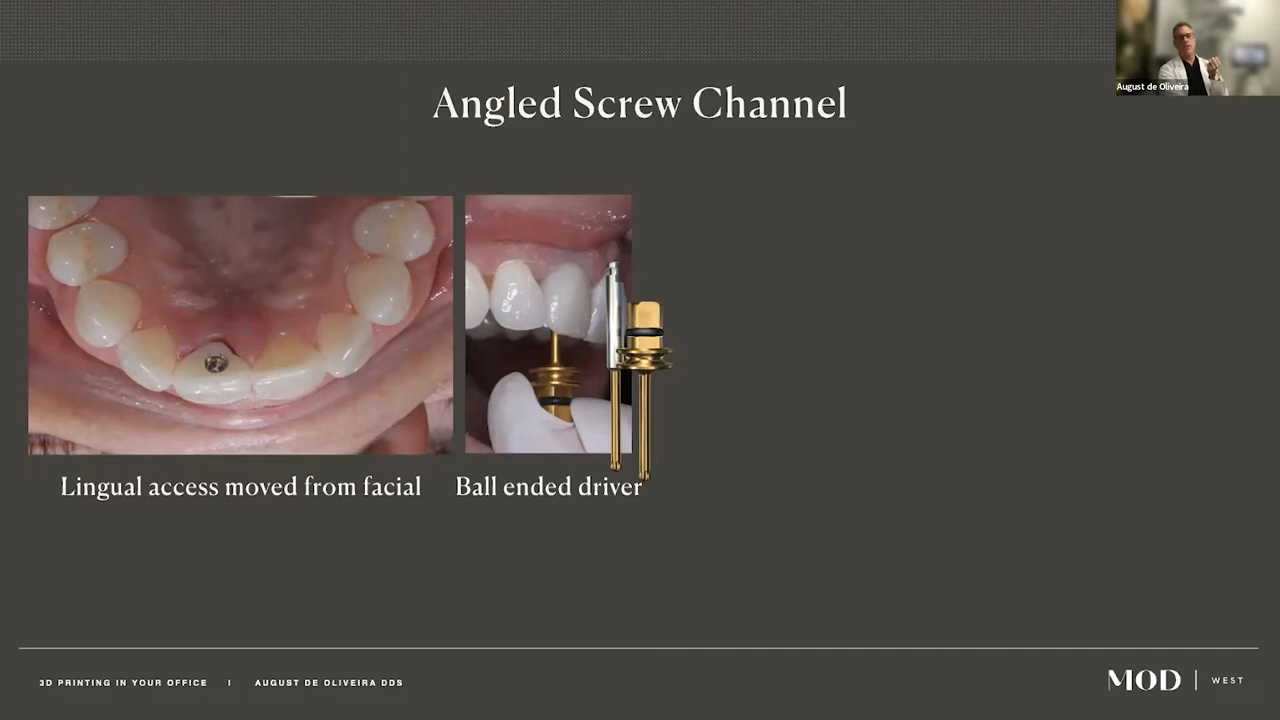 August de Oliveira
Angled Screw Channel
Lingual access moved from facial
Ball ended driver
3D PRINTING IN YOUR OFFICE | AUGUST DE OLIVEIRA DDS
MOD | WEST